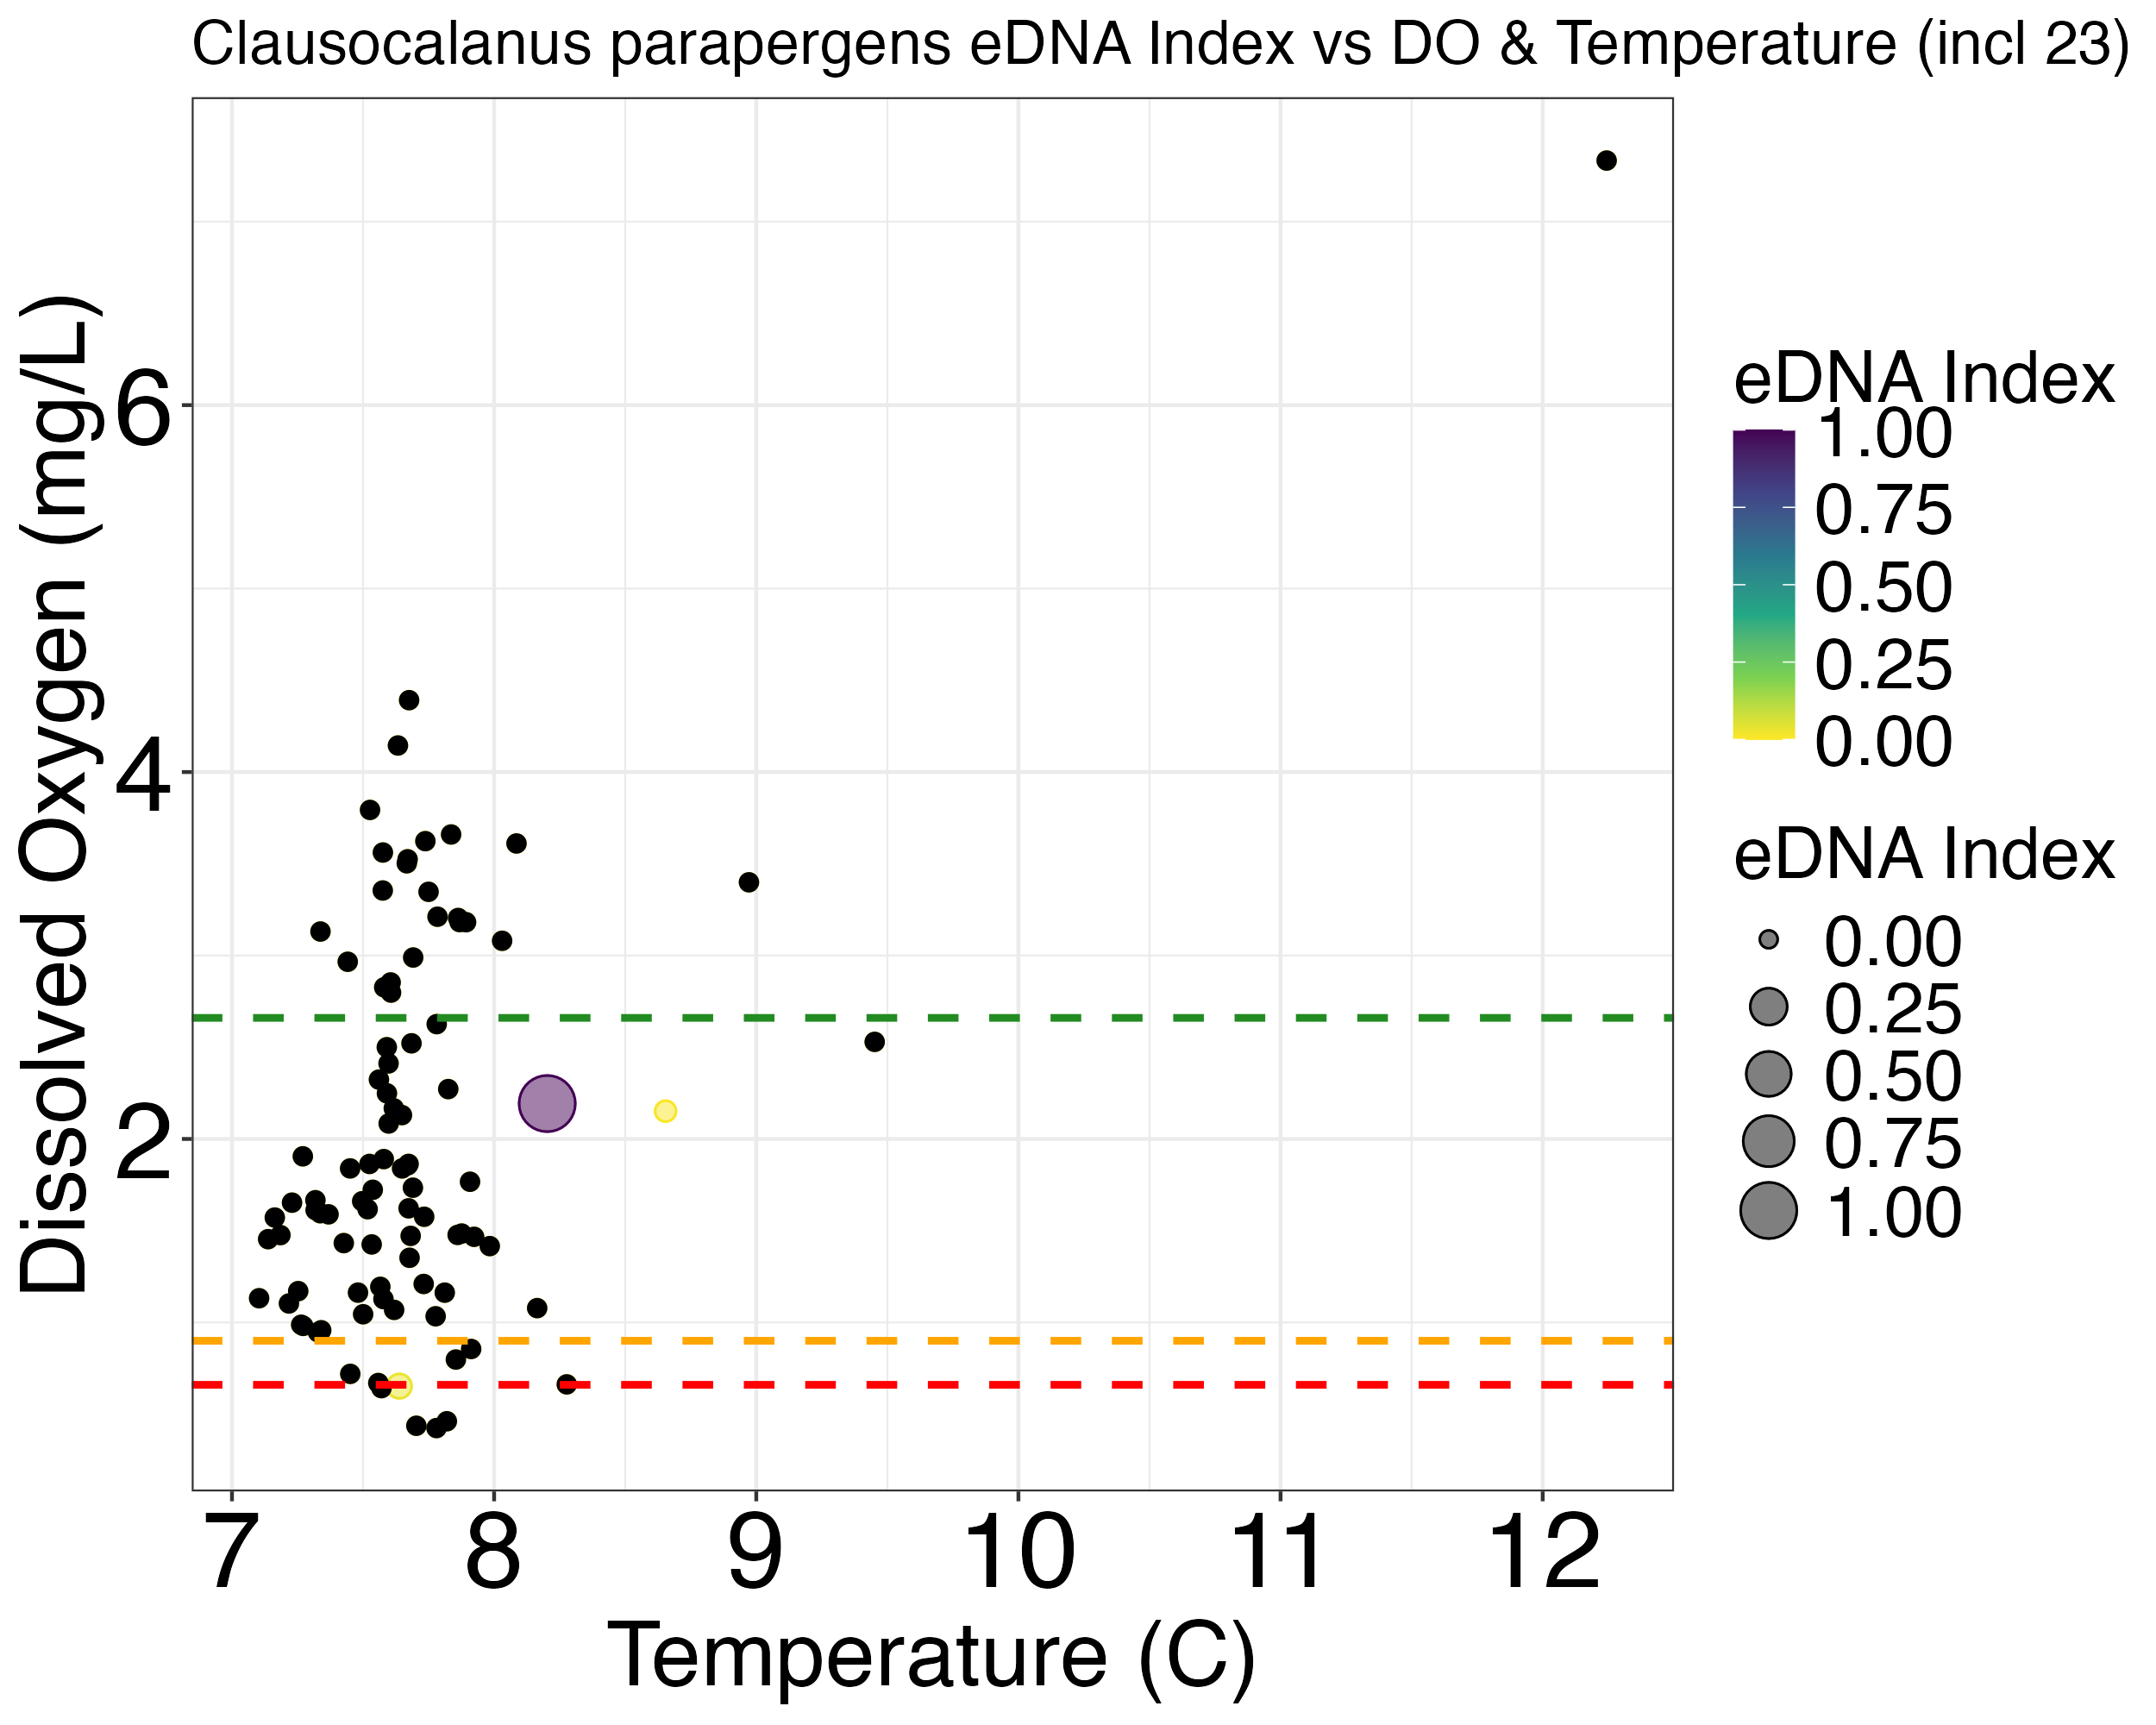 Clausocalanus parapergens eDNA Index vs DO & Temperature (incl 23)
Dissolved Oxygen (mg/L)
6
4
2
7 8 9 10 11 12
Temperature (C)
eDNA Index
1.00
0.75
0.50
0.25
0.00
eDNA Index
0.00
0.25
0.50
0.75
1.00